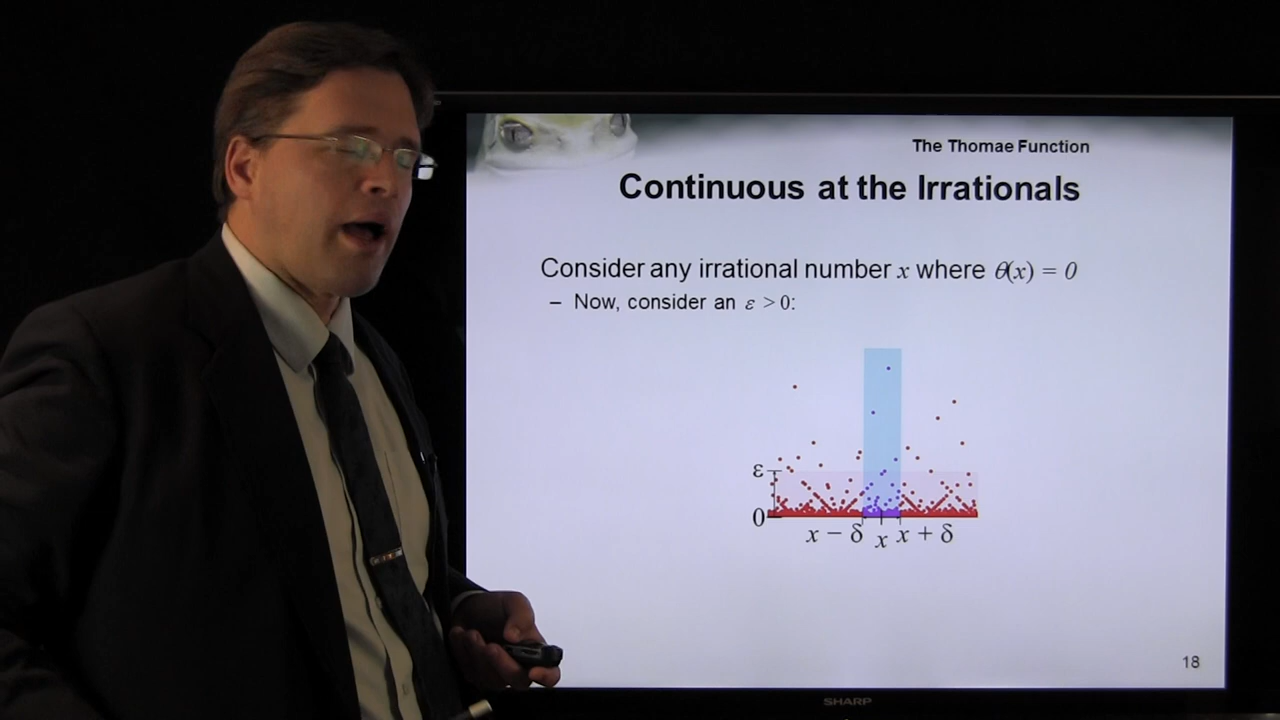 The Thomae Function
Continuous at the Irrationals
Consider any irrational number x where θ(x) = 0
– Now, consider an ε > 0:
ε
0
x − δ x x + δ
18
SHARP